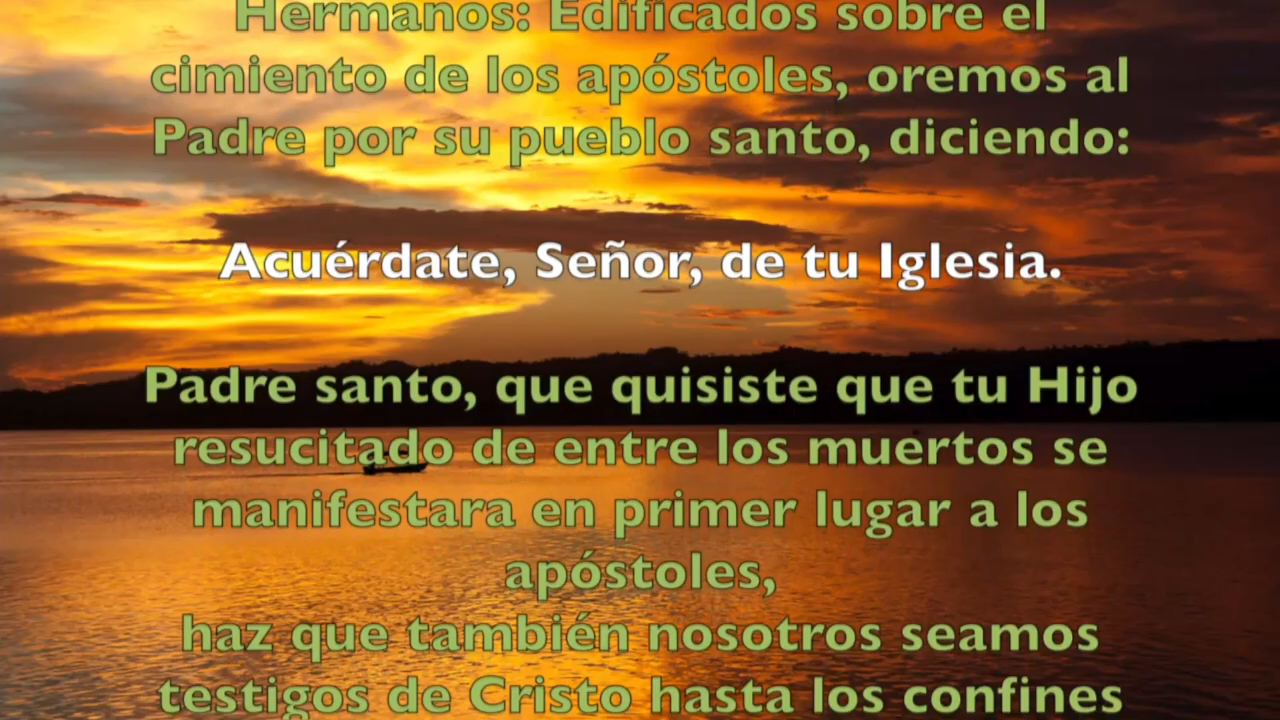 Hermanos: Edificados sobre el
cimiento de los apóstoles, oremos al
Padre por su pueblo santo, diciendo:
Acuérdate, Señor, de tu Iglesia.
Padre santo, que quisiste que tu Hijo
resucitado de entre los muertos se
manifestara en primer lugar a los
apóstoles,
haz que también nosotros seamos
testigos de Cristo hasta los confines